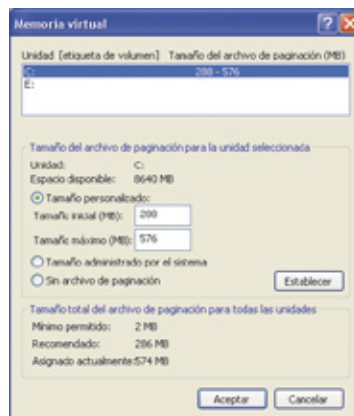 Memoria virtual
Unidad [etiqueta de volumen] Tamaño del archivo de paginación (MB)
C: 288 - 576
E:
Tamaño del archivo de paginación para la unidad seleccionada
Unidad: C:
Espacio disponible: 8640 MB
Tamaño personalizado:
Tamaño inicial (MB): 288
Tamaño máximo (MB): 576
Tamaño administrado por el sistema
Sin archivo de paginación
Establecer
Tamaño total del archivo de paginación para todas las unidades
Mínimo permitido: 2 MB
Recomendado: 286 MB
Asignado actualmente: 574 MB
Aceptar Cancelar